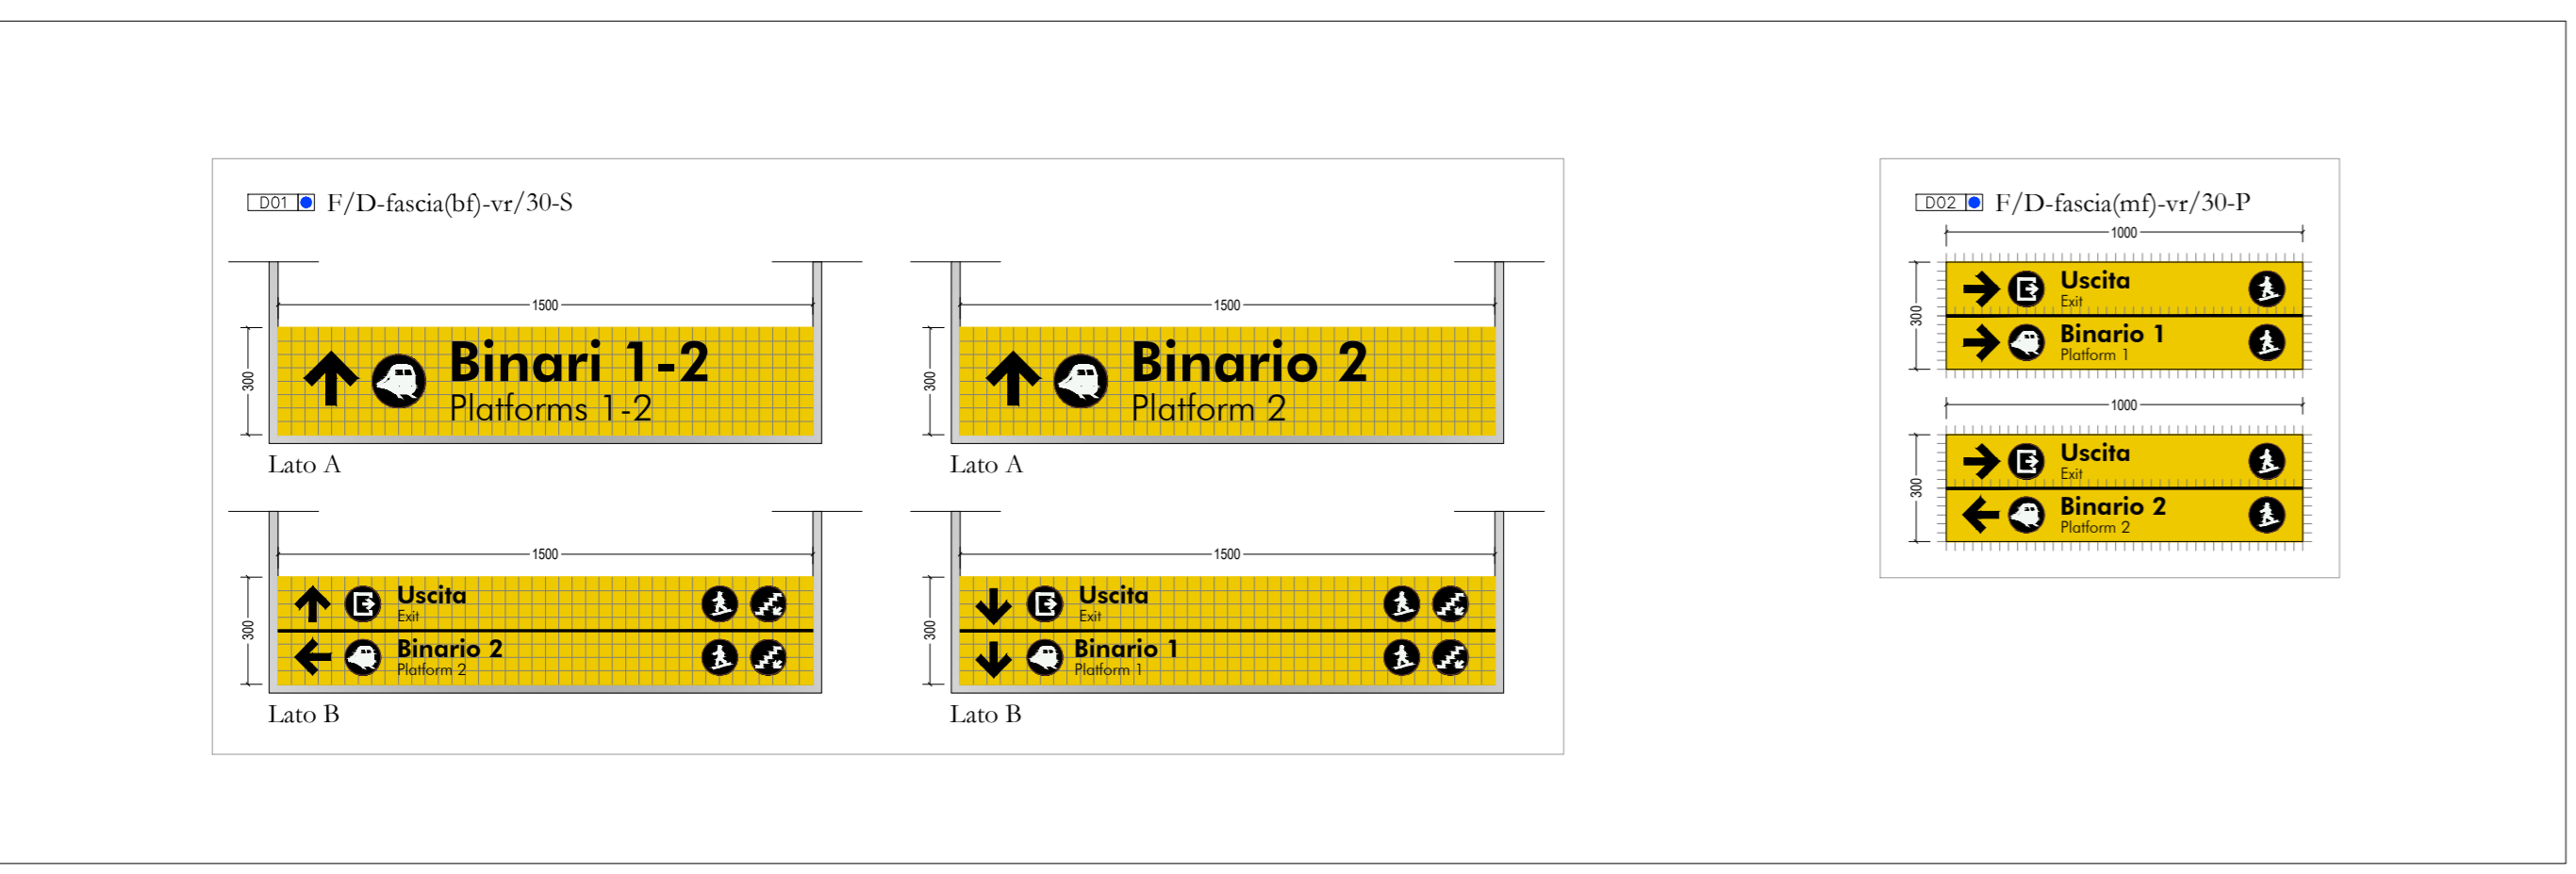 D01 F/D-fascia(bf)-vr/30-S
1500
300
Binari 1-2
Platforms 1-2
Lato A
1500
300
Binario 2
Platform 2
Lato A
1500
300
Uscita
Exit
Binario 2
Platform 2
Lato B
1500
300
Uscita
Exit
Binario 1
Platform 1
Lato B
D02 F/D-fascia(mf)-vr/30-P
1000
300
Uscita
Exit
Binario 1
Platform 1
1000
300
Uscita
Exit
Binario 2
Platform 2